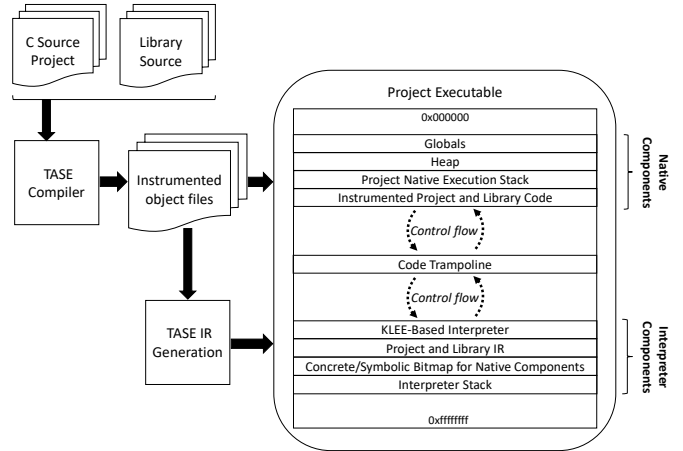 C Source
Project
Library
Source
TASE
Compiler
Instrumented
object files
TASE IR
Generation
Project Executable
0x000000
Globals
Heap
Project Native Execution Stack
Instrumented Project and Library Code
Control flow
Code Trampoline
Control flow
KLEE-Based Interpreter
Project and Library IR
Concrete/Symbolic Bitmap for Native Components
Interpreter Stack
0xffffffff
Native
Components
Interpreter
Components